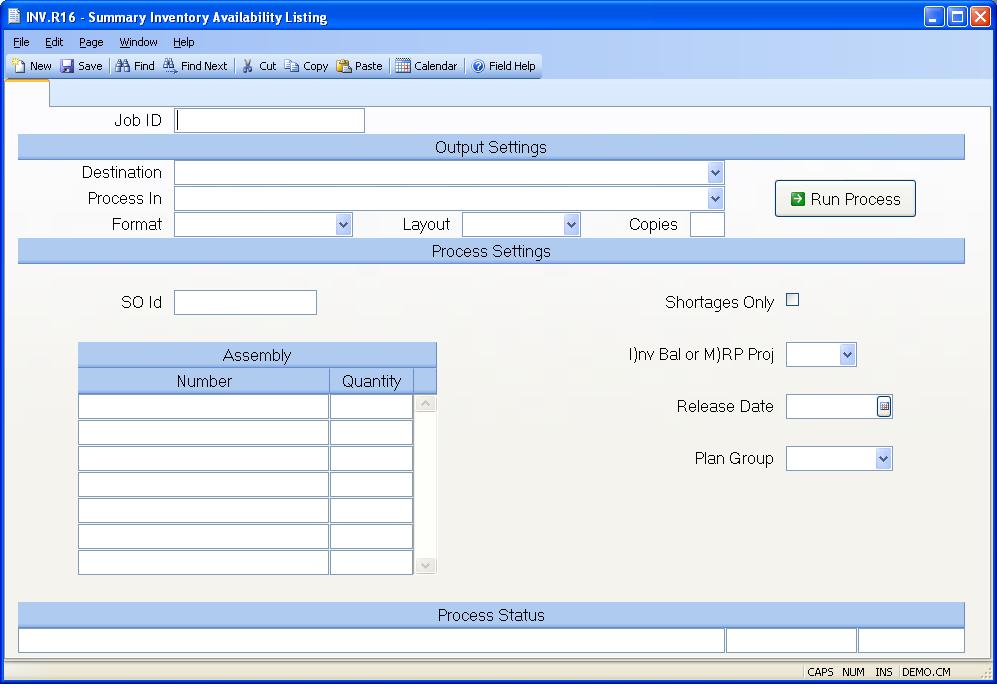 INV.R16 - Summary Inventory Availability Listing
File Edit Page Window Help
New Save Find Find Next Cut Copy Paste Calendar Field Help
Job ID
Output Settings
Destination
Process In
Run Process
Format Layout Copies
Process Settings
SO Id Shortages Only
Assembly
I)nv Bal or M)RP Proj
Number Quantity
Release Date
Plan Group
Process Status
CAPS NUM INS DEMO.CM